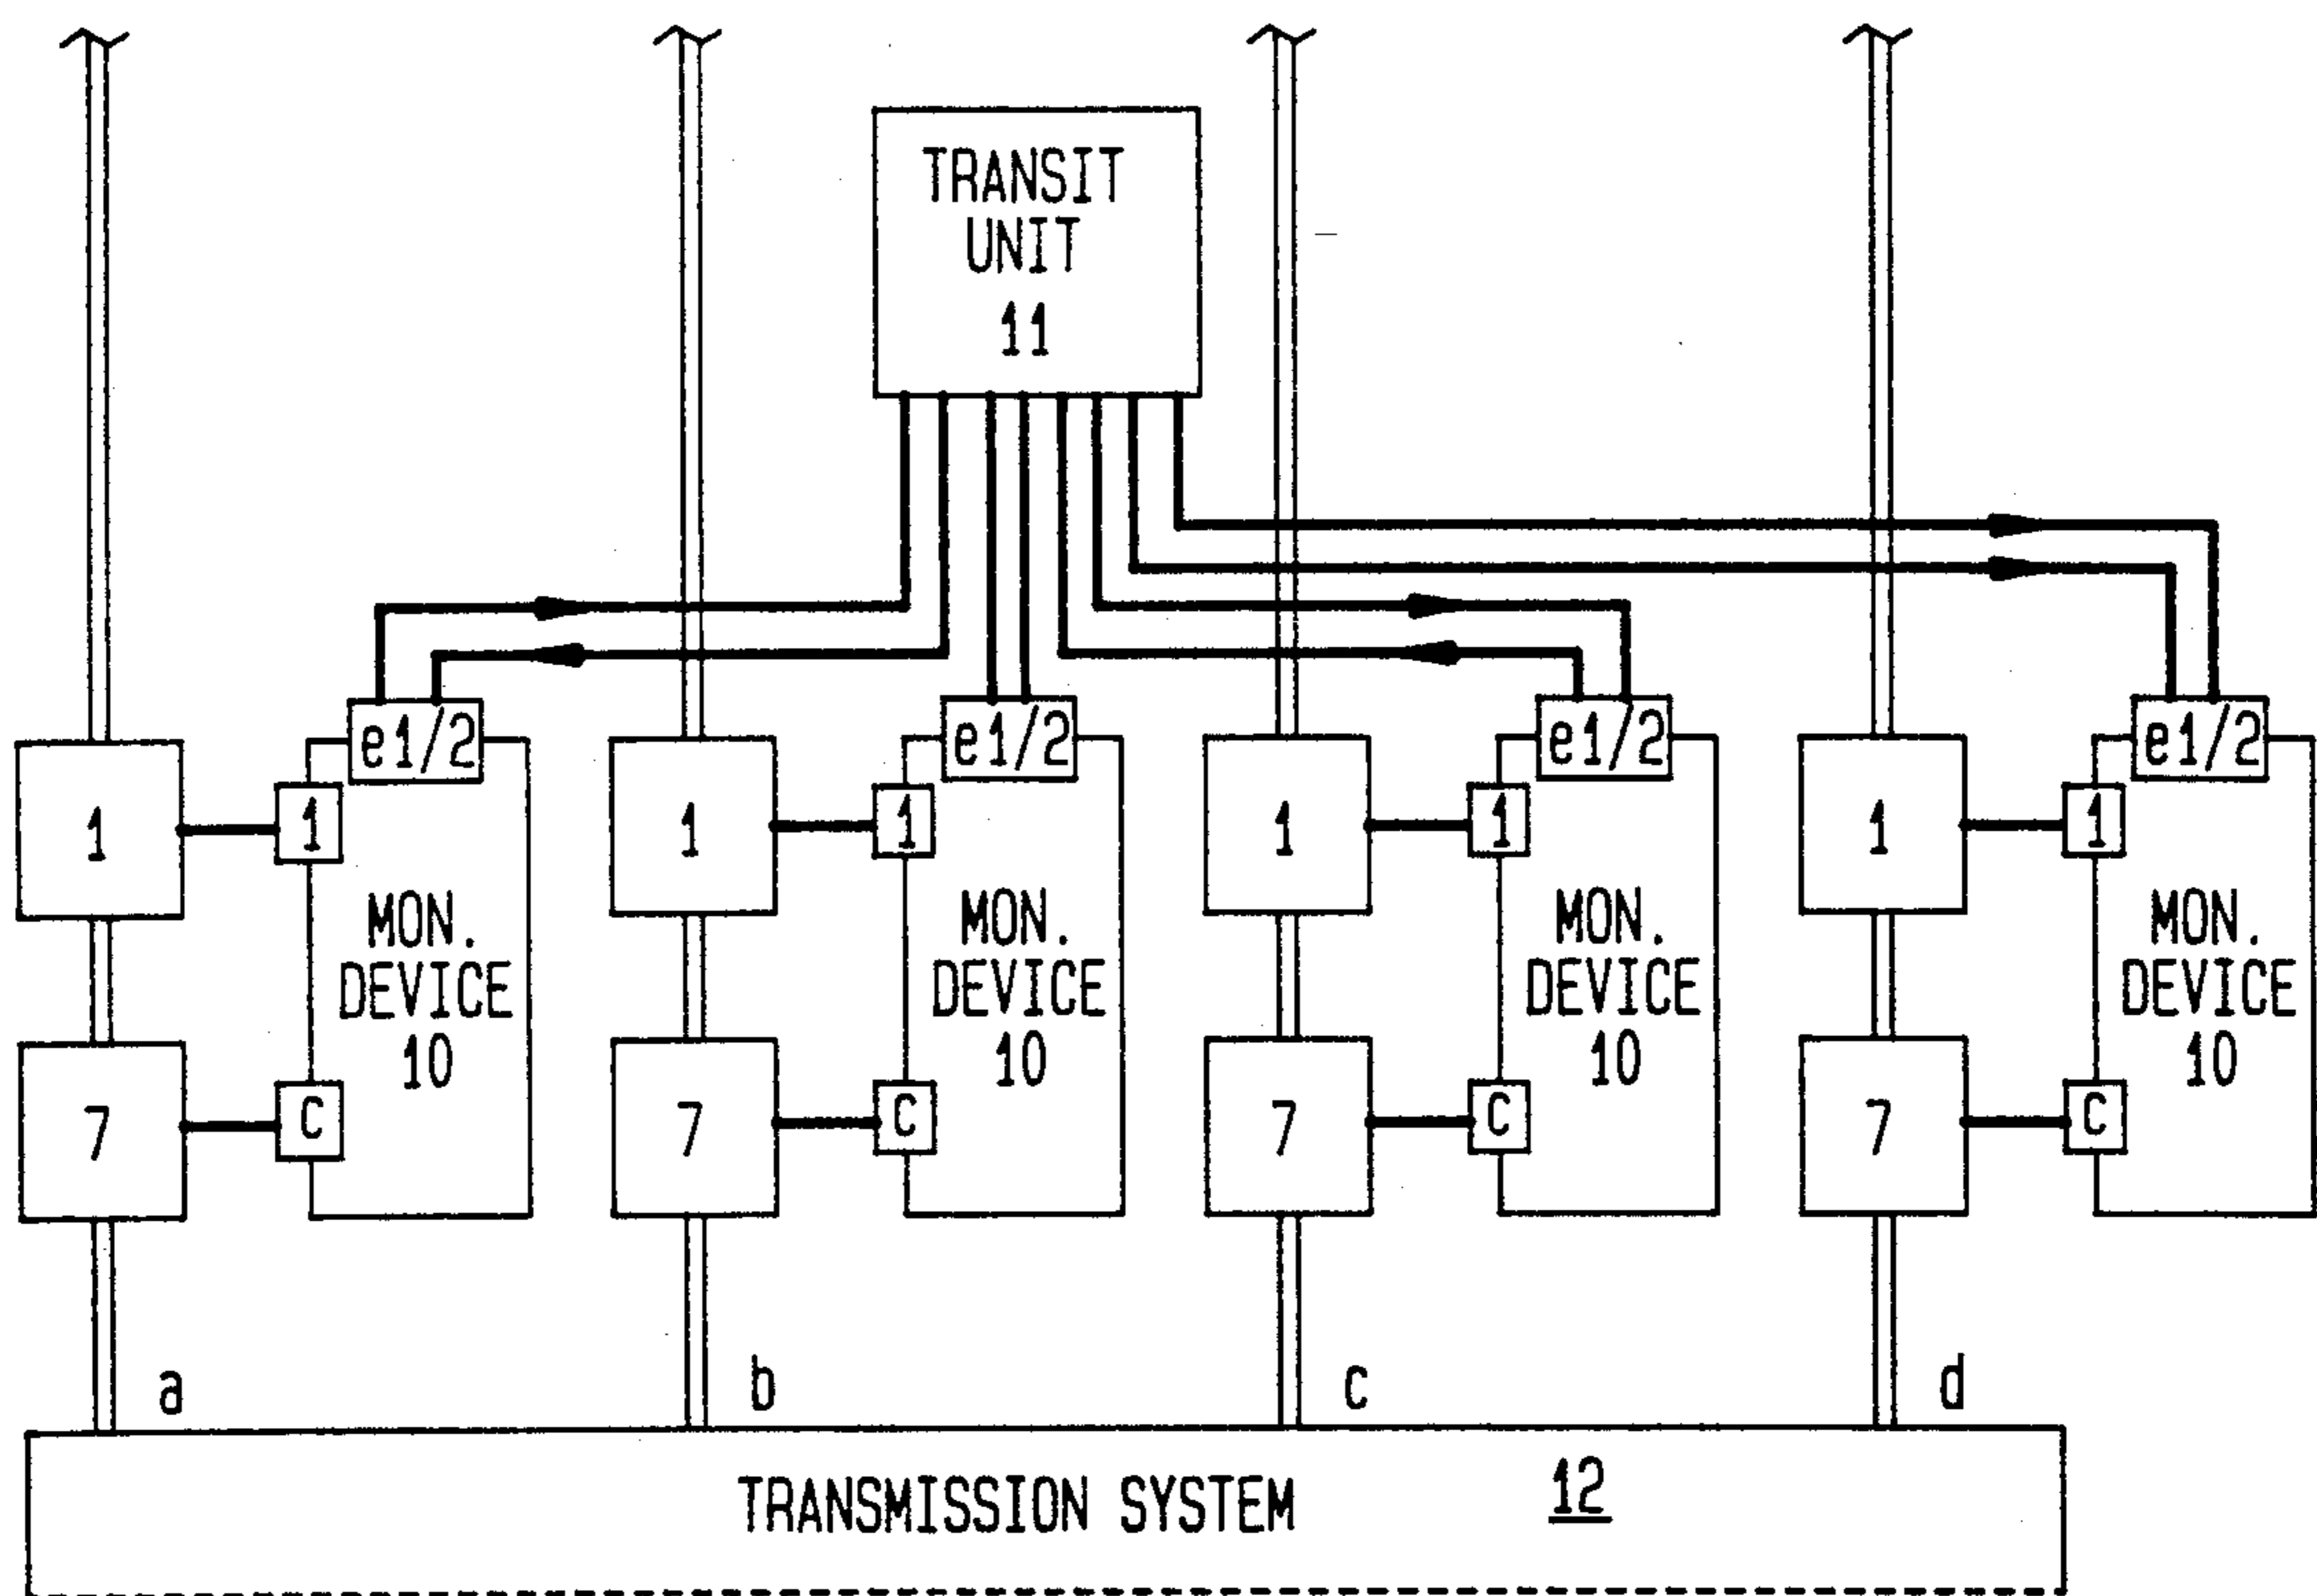 TRANSIT
UNIT
11
e1/2
e1/2
e1/2
e1/2
1
1
1
1
1
1
1
1
MON.
DEVICE
10
MON.
DEVICE
10
MON.
DEVICE
10
MON.
DEVICE
10
7
C
7
C
7
C
7
C
a
b
c
d
TRANSMISSION SYSTEM 12